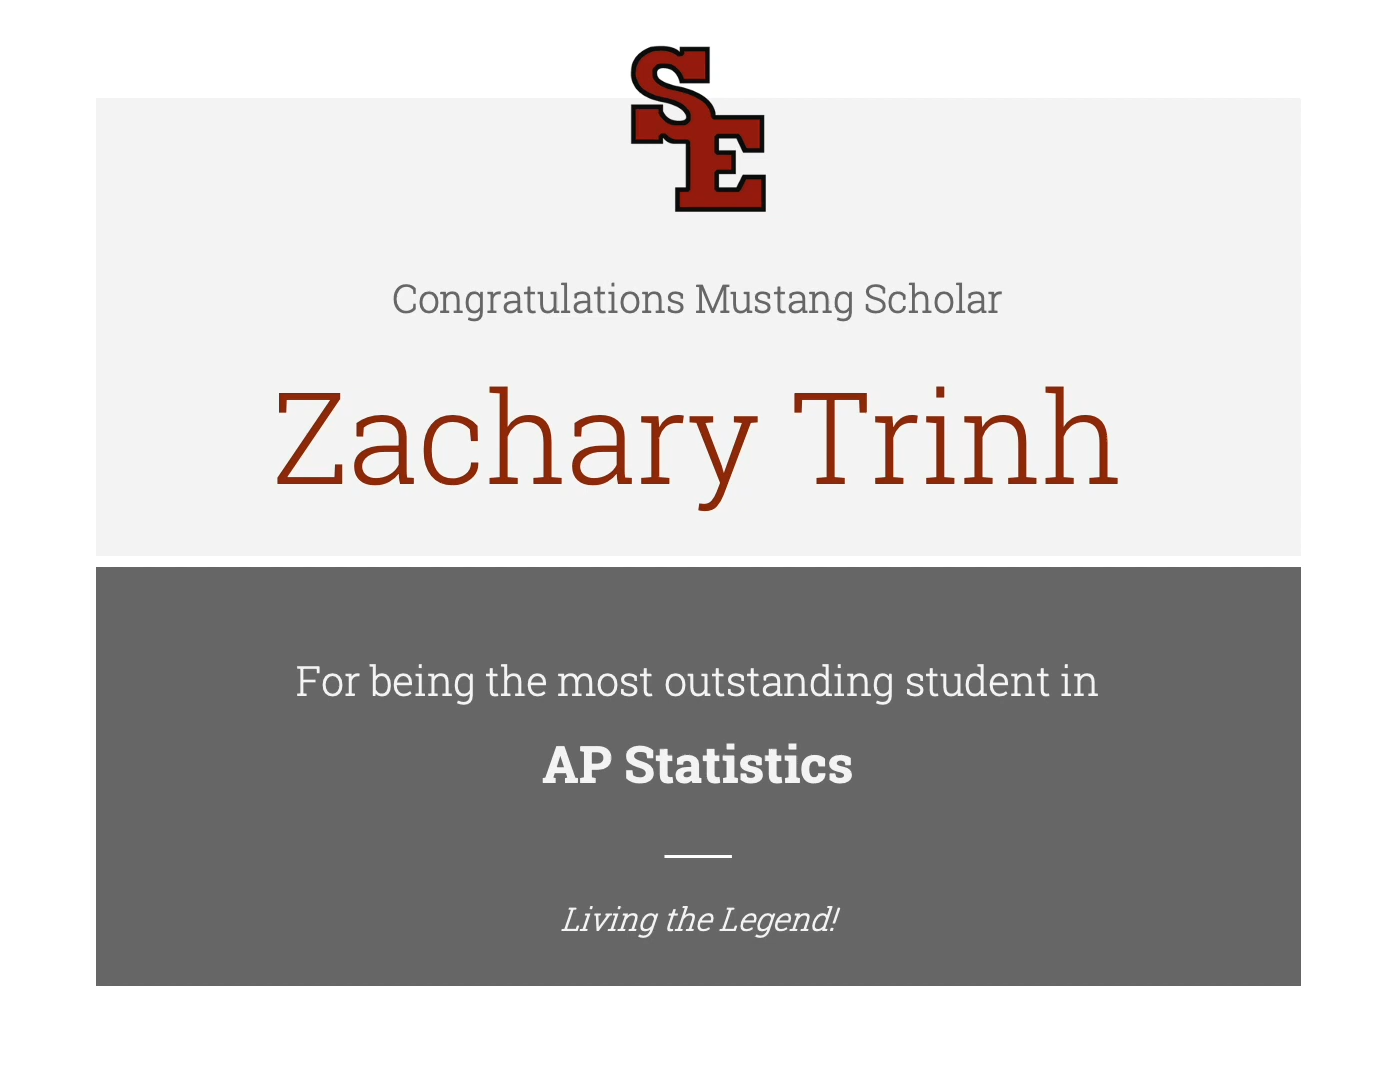 SE
Congratulations Mustang Scholar
Zachary Trinh
For being the most outstanding student in
AP Statistics
Living the Legend!